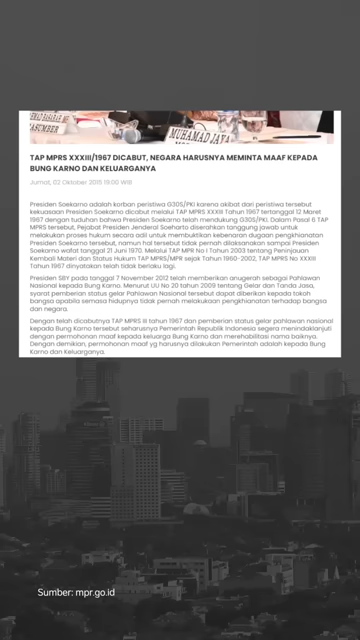 MUHAMAD JAYA
TAP MPRS XXXIII/1967 DICABUT, NEGARA HARUSNYA MEMINTA MAAF KEPADA
BUNG KARNO DAN KELUARGANYA
Jumat, 02 Oktober 2015 19:00 WIB
Presiden Soekarno adalah korban peristiwa G30S/PKI karena akibat dari peristiwa tersebut
kekuasaan Presiden Soekarno dicabut melalui TAP MPRS XXXIII Tahun 1967 tertanggal 12 Maret
1967 dengan tuduhan bahwa Presiden Soekarno telah mendukung G30S/PKI. Dalam Pasal 6 TAP
MPRS tersebut, Pejabat Presiden Jenderal Soeharto diserahkan tanggung jawab untuk
melakukan proses hukum secara adil untuk membuktikan kebenaran dugaan pengkhianatan
Presiden Soekarno tersebut, namun hal tersebut tidak pernah dilaksanakan sampai Presiden
Soekarno wafat tanggal 21 Juni 1970. Melalui TAP MPR No I Tahun 2003 tentang Peninjauan
Kembali Materi dan Status Hukum TAP MPRS/MPR sejak Tahun 1960-2002, TAP MPRS No XXXIII
Tahun 1967 dinyatakan telah tidak berlaku lagi.
Presiden SBY pada tanggal 7 November 2012 telah memberikan anugerah sebagai Pahlawan
Nasional kepada Bung Karno. Menurut UU No 20 tahun 2009 tentang Gelar dan Tanda Jasa,
syarat pemberian status gelar Pahlawan Nasional tersebut dapat diberikan kepada tokoh
bangsa apabila semasa hidupnya tidak pernah melakukan pengkhianatan terhadap bangsa
dan negara.
Dengan telah dicabutnya TAP MPRS III tahun 1967 dan pemberian status gelar pahlawan nasional
kepada Bung Karno tersebut seharusnya Pemerintah Republik Indonesia segera menindaklanjuti
dengan permohonan maaf kepada keluarga Bung Karno dan merehabilitasi nama baiknya.
Dengan demikian, permohonan maaf yg harusnya dilakukan Pemerintah adalah kepada Bung
Karno dan Keluarganya.
Sumber: mpr.go.id